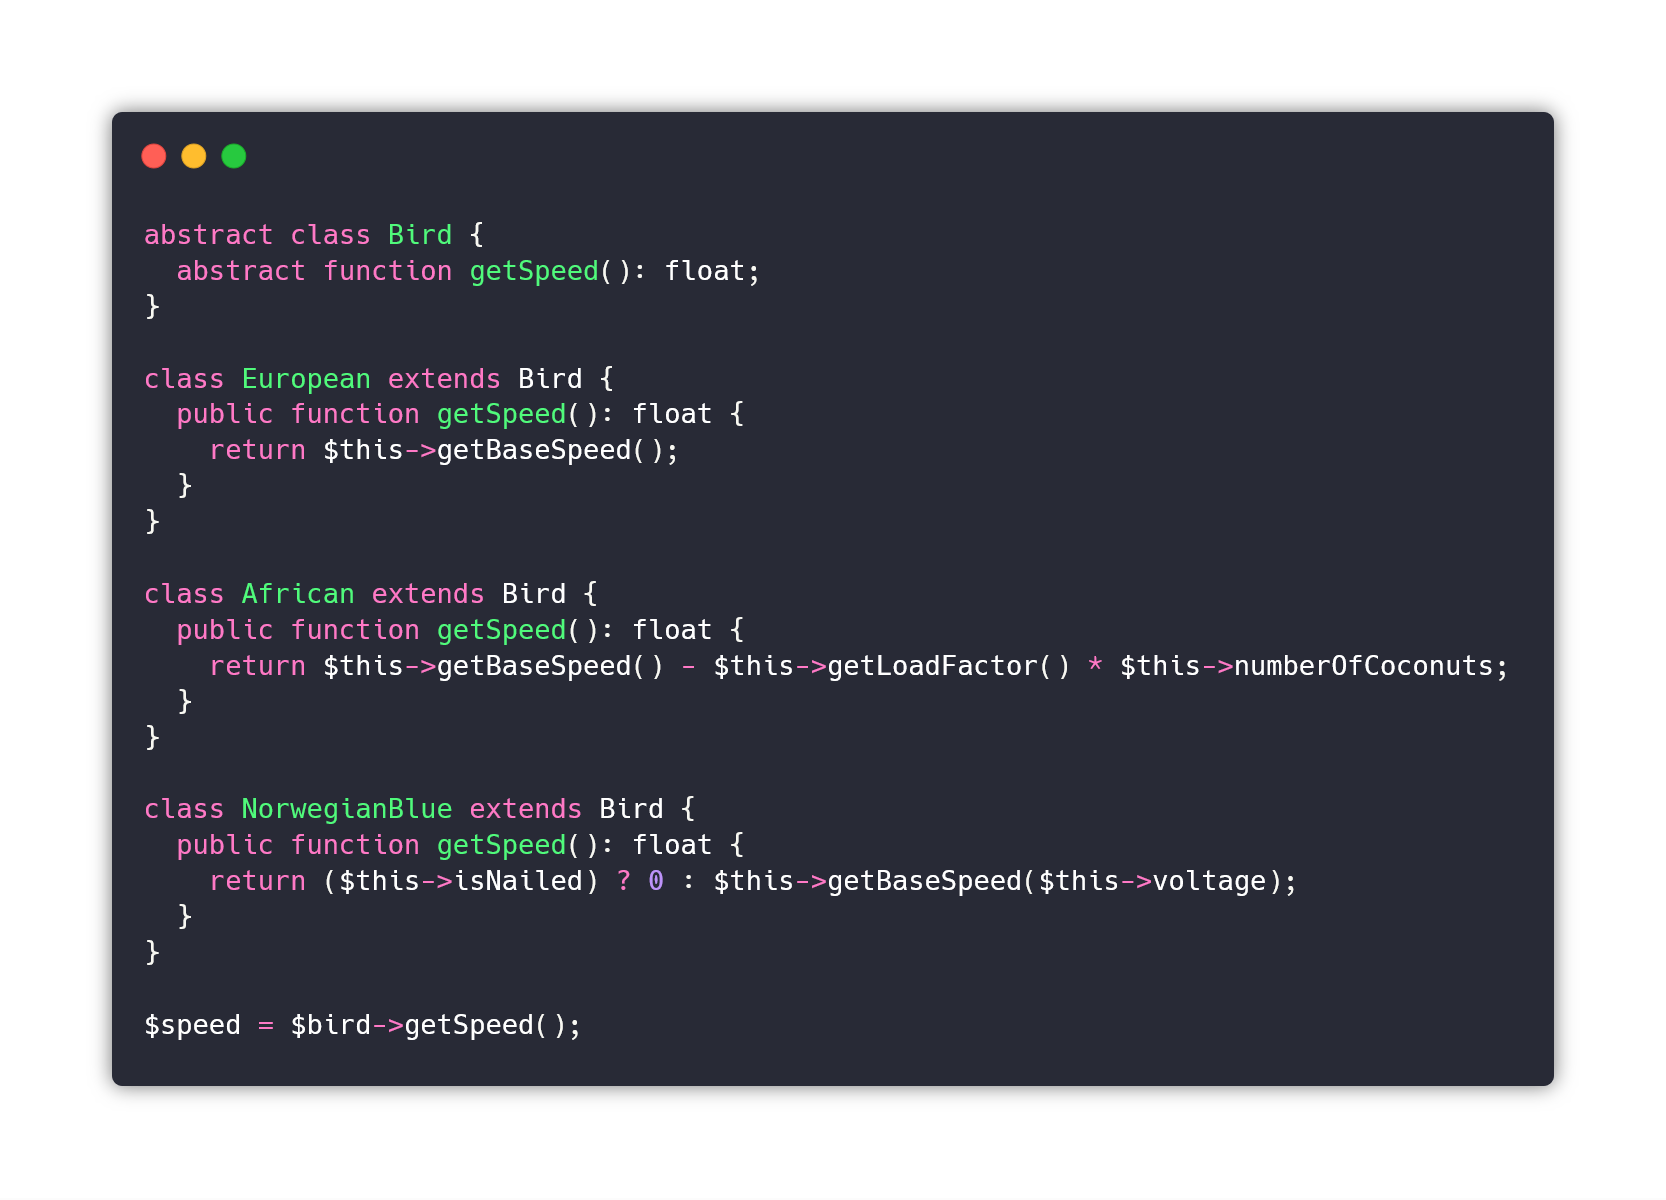 abstract class Bird {
  abstract function getSpeed(): float;
}

class European extends Bird {
  public function getSpeed(): float {
    return $this->getBaseSpeed();
  }
}

class African extends Bird {
  public function getSpeed(): float {
    return $this->getBaseSpeed() - $this->getLoadFactor() * $this->numberOfCoconuts;
  }
}

class NorwegianBlue extends Bird {
  public function getSpeed(): float {
    return ($this->isNailed) ? 0 : $this->getBaseSpeed($this->voltage);
  }
}

$speed = $bird->getSpeed();